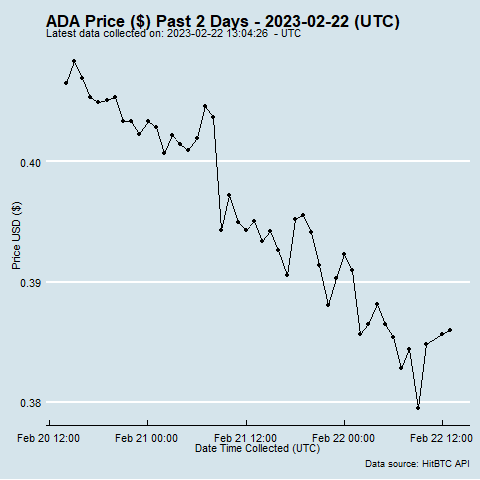 ADA Price ($) Past 2 Days - 2023-02-22 (UTC)
Latest data collected on: 2023-02-22 13:04:26 - UTC
0.40
0.39
0.38
Price USD ($)
Feb 20 12:00 Feb 21 00:00 Feb 21 12:00 Feb 22 00:00 Feb 22 12:00
Date Time Collected (UTC)
Data source: HitBTC API